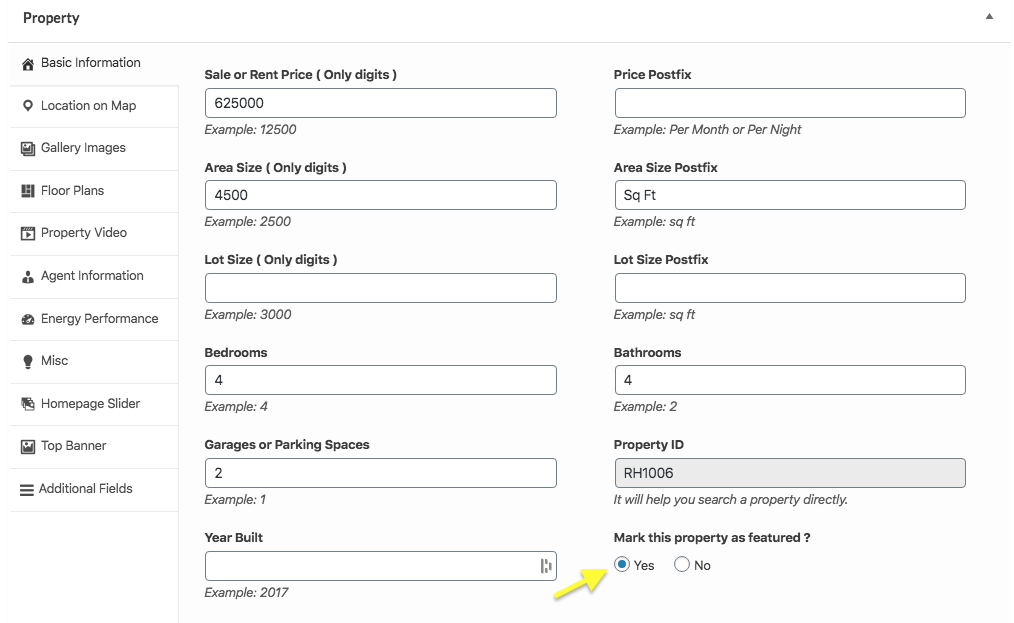 Property
Basic Information
Location on Map
Gallery Images
Floor Plans
Property Video
Agent Information
Energy Performance
Misc
Homepage Slider
Top Banner
Additional Fields
Sale or Rent Price ( Only digits )
625000
Example: 12500
Price Postfix
Example: Per Month or Per Night
Area Size ( Only digits )
4500
Example: 2500
Area Size Postfix
Sq Ft
Example: sq ft
Lot Size ( Only digits )
Example: 3000
Lot Size Postfix
Example: sq ft
Bedrooms
4
Example: 4
Bathrooms
4
Example: 2
Garages or Parking Spaces
2
Example: 1
Property ID
RH1006
It will help you search a property directly.
Year Built
Example: 2017
Mark this property as featured ?
Yes No